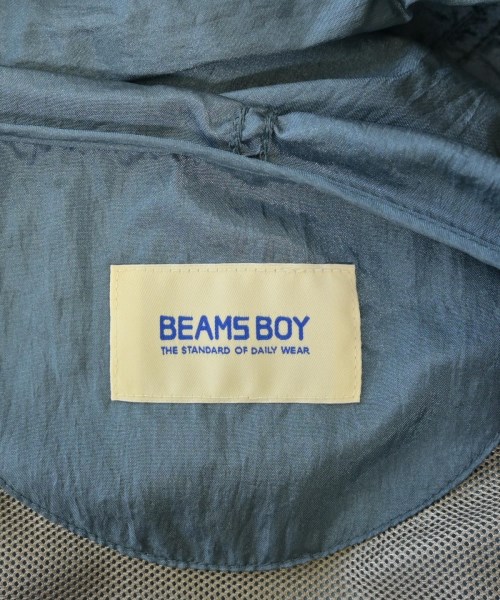 BEAMS BOY
THE STANDARD OF DAILY WEAR